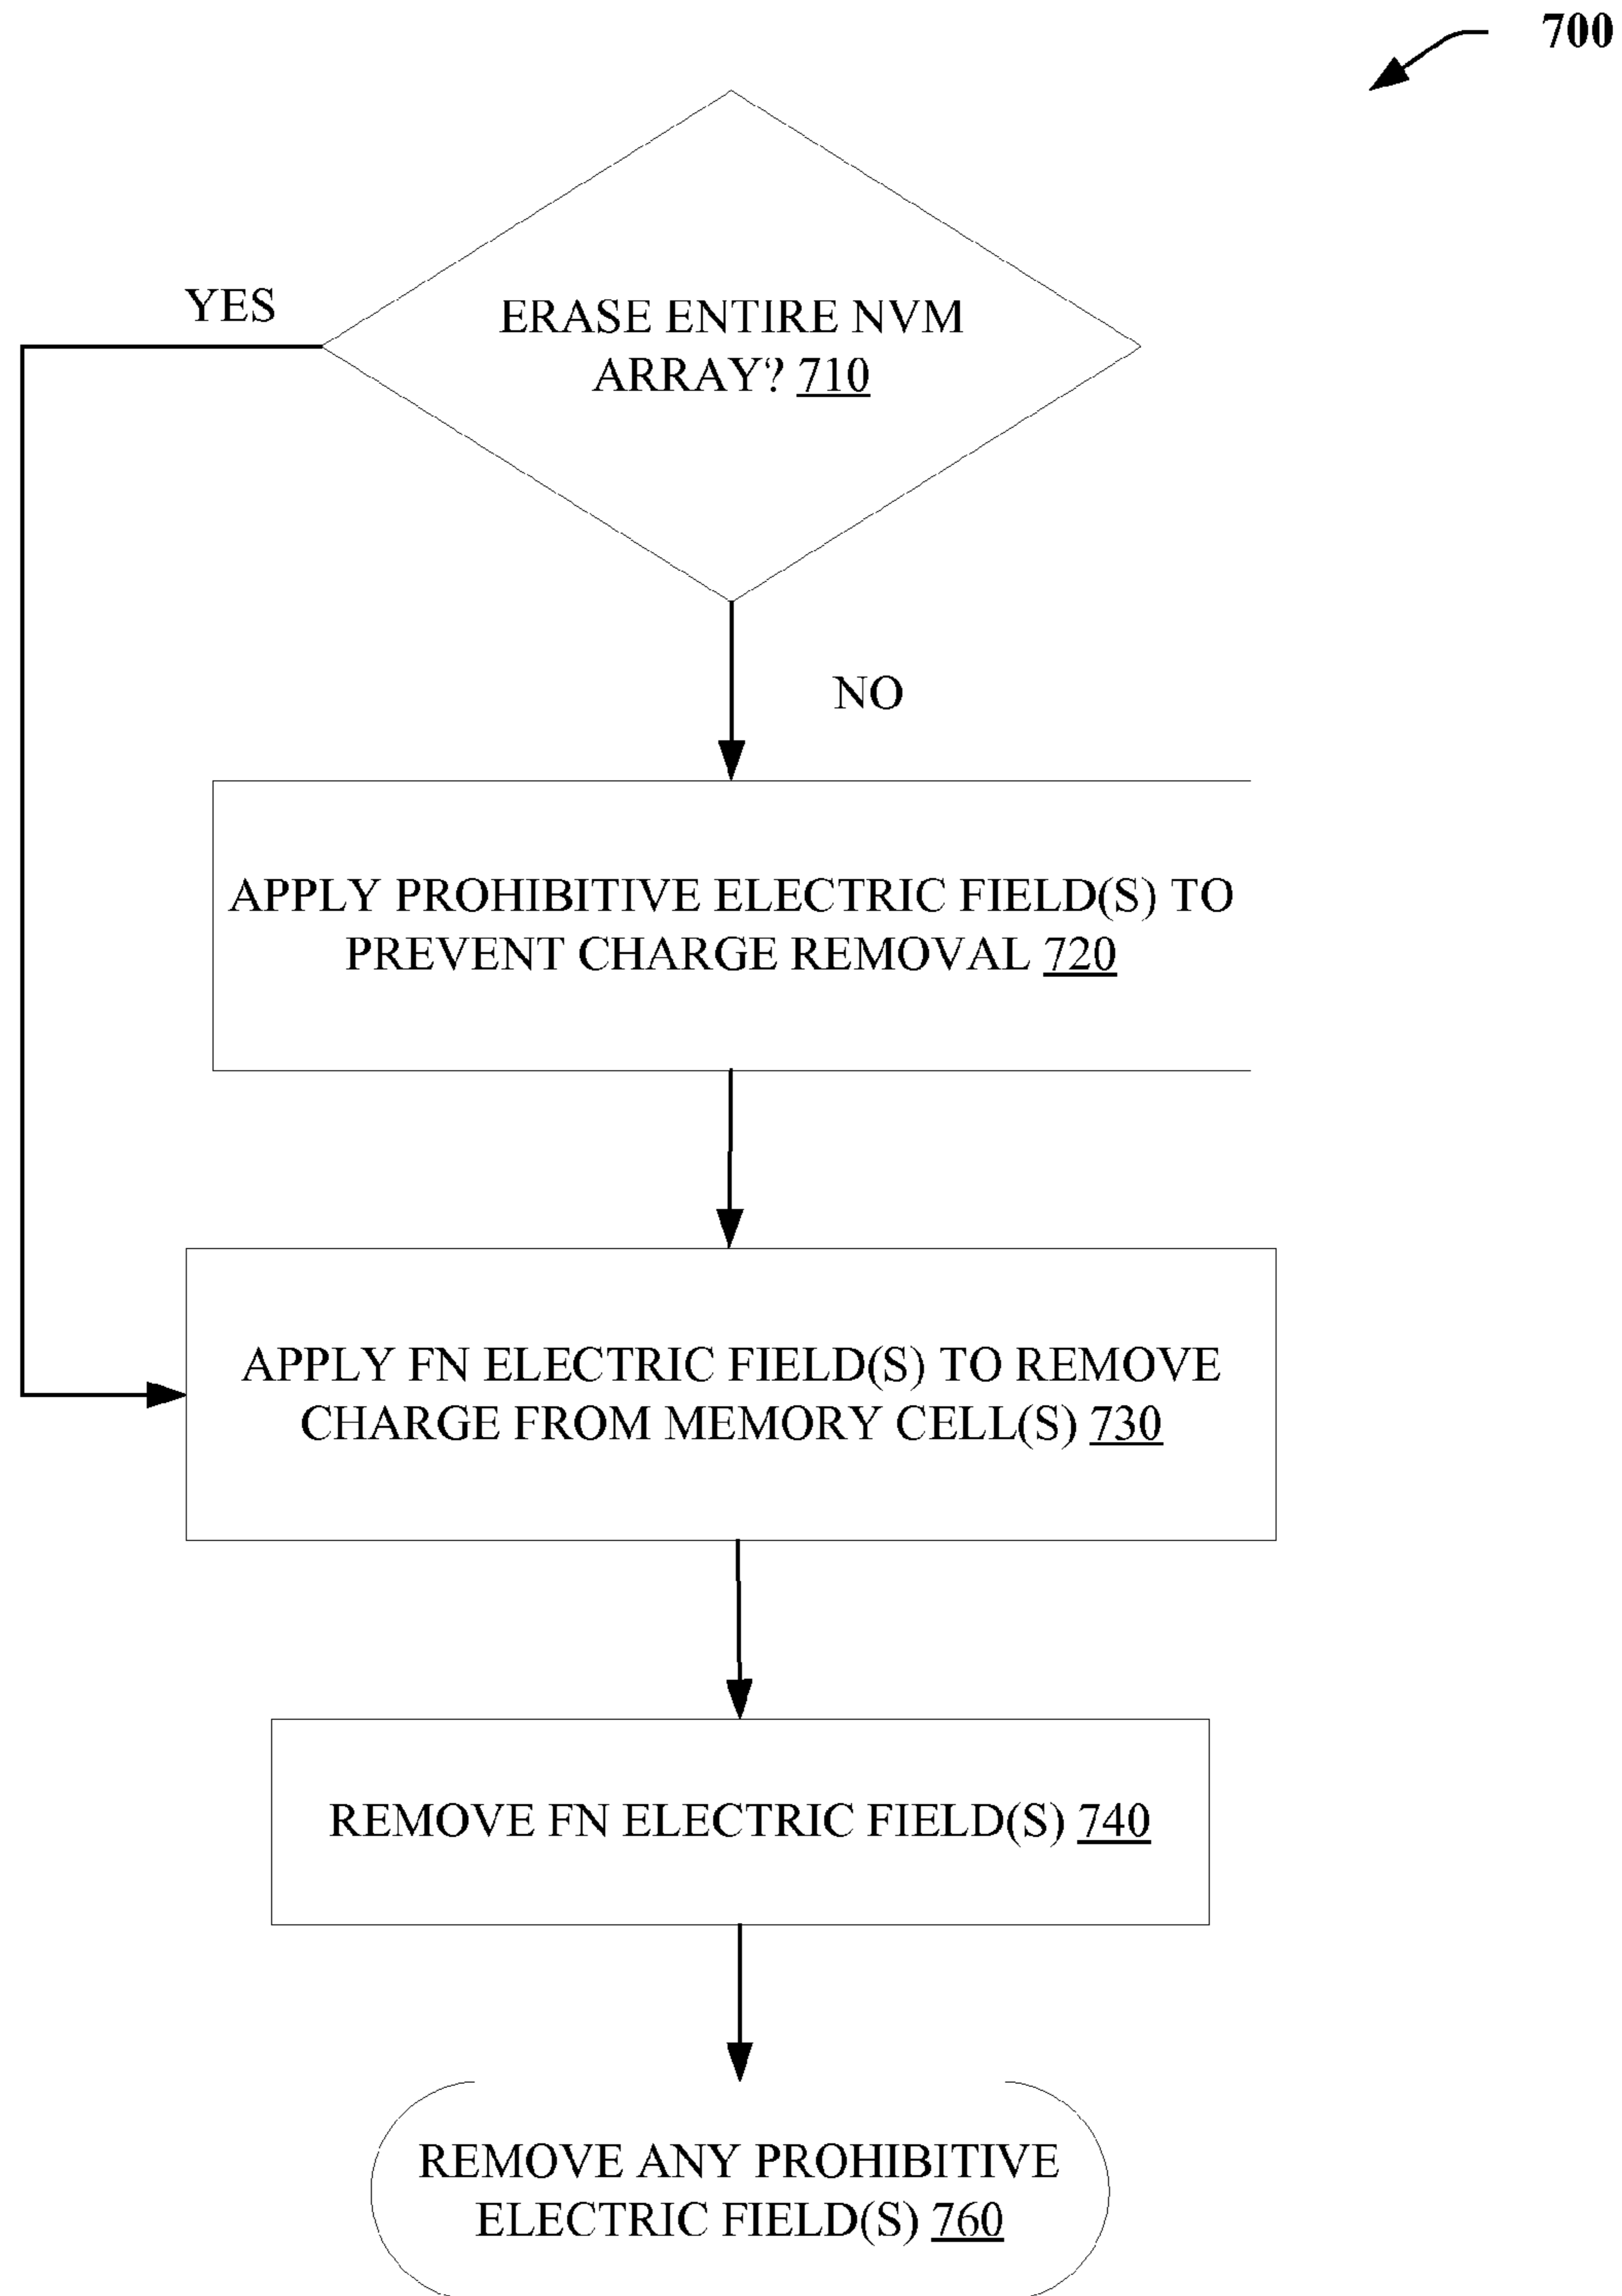 700
ERASE ENTIRE NVM
ARRAY? 710
YES
NO
APPLY PROHIBITIVE ELECTRIC FIELD(S) TO
PREVENT CHARGE REMOVAL 720
APPLY FN ELECTRIC FIELD(S) TO REMOVE
CHARGE FROM MEMORY CELL(S) 730
REMOVE FN ELECTRIC FIELD(S) 740
REMOVE ANY PROHIBITIVE
ELECTRIC FIELD(S) 760